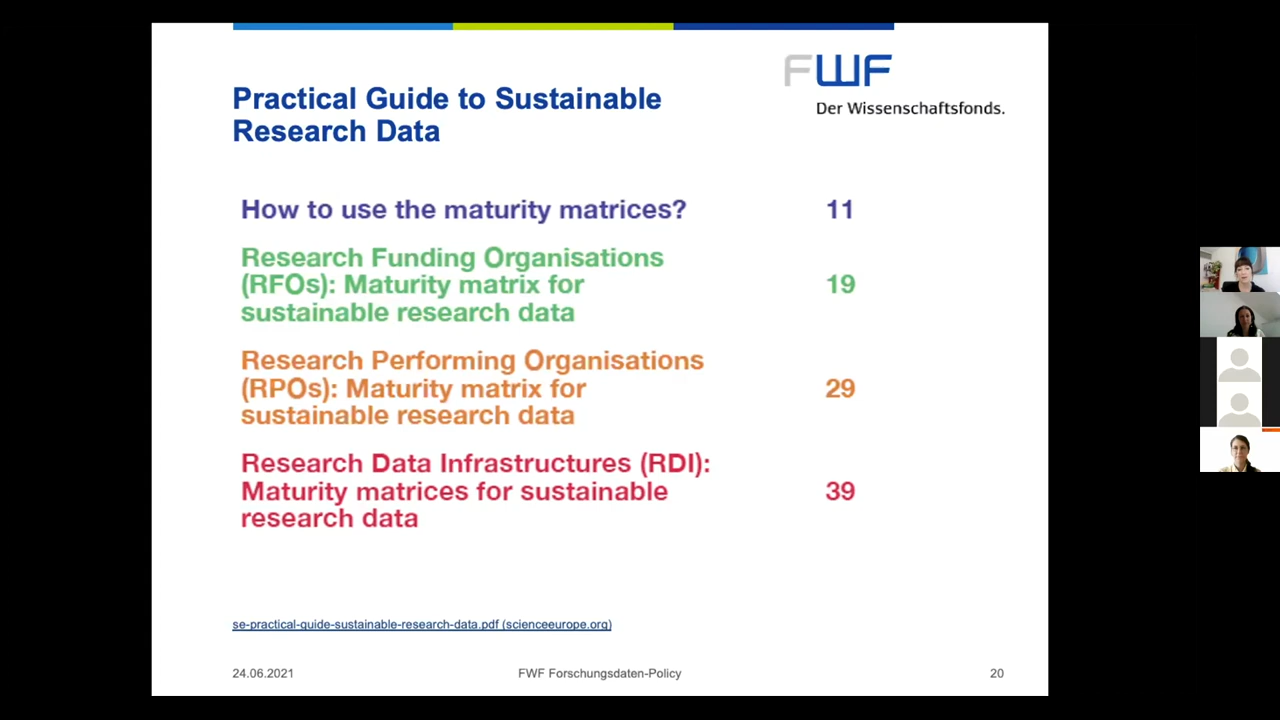 FWF
Der Wissenschaftsfonds.
Practical Guide to Sustainable
Research Data
How to use the maturity matrices? 11
Research Funding Organisations
(RFOs): Maturity matrix for 19
sustainable research data
Research Performing Organisations
(RPOs): Maturity matrix for 29
sustainable research data
Research Data Infrastructures (RDI):
Maturity matrices for sustainable 39
research data
se-practical-guide-sustainable-research-data.pdf (scienceeurope.org)
24.06.2021 FWF Forschungsdaten-Policy 20